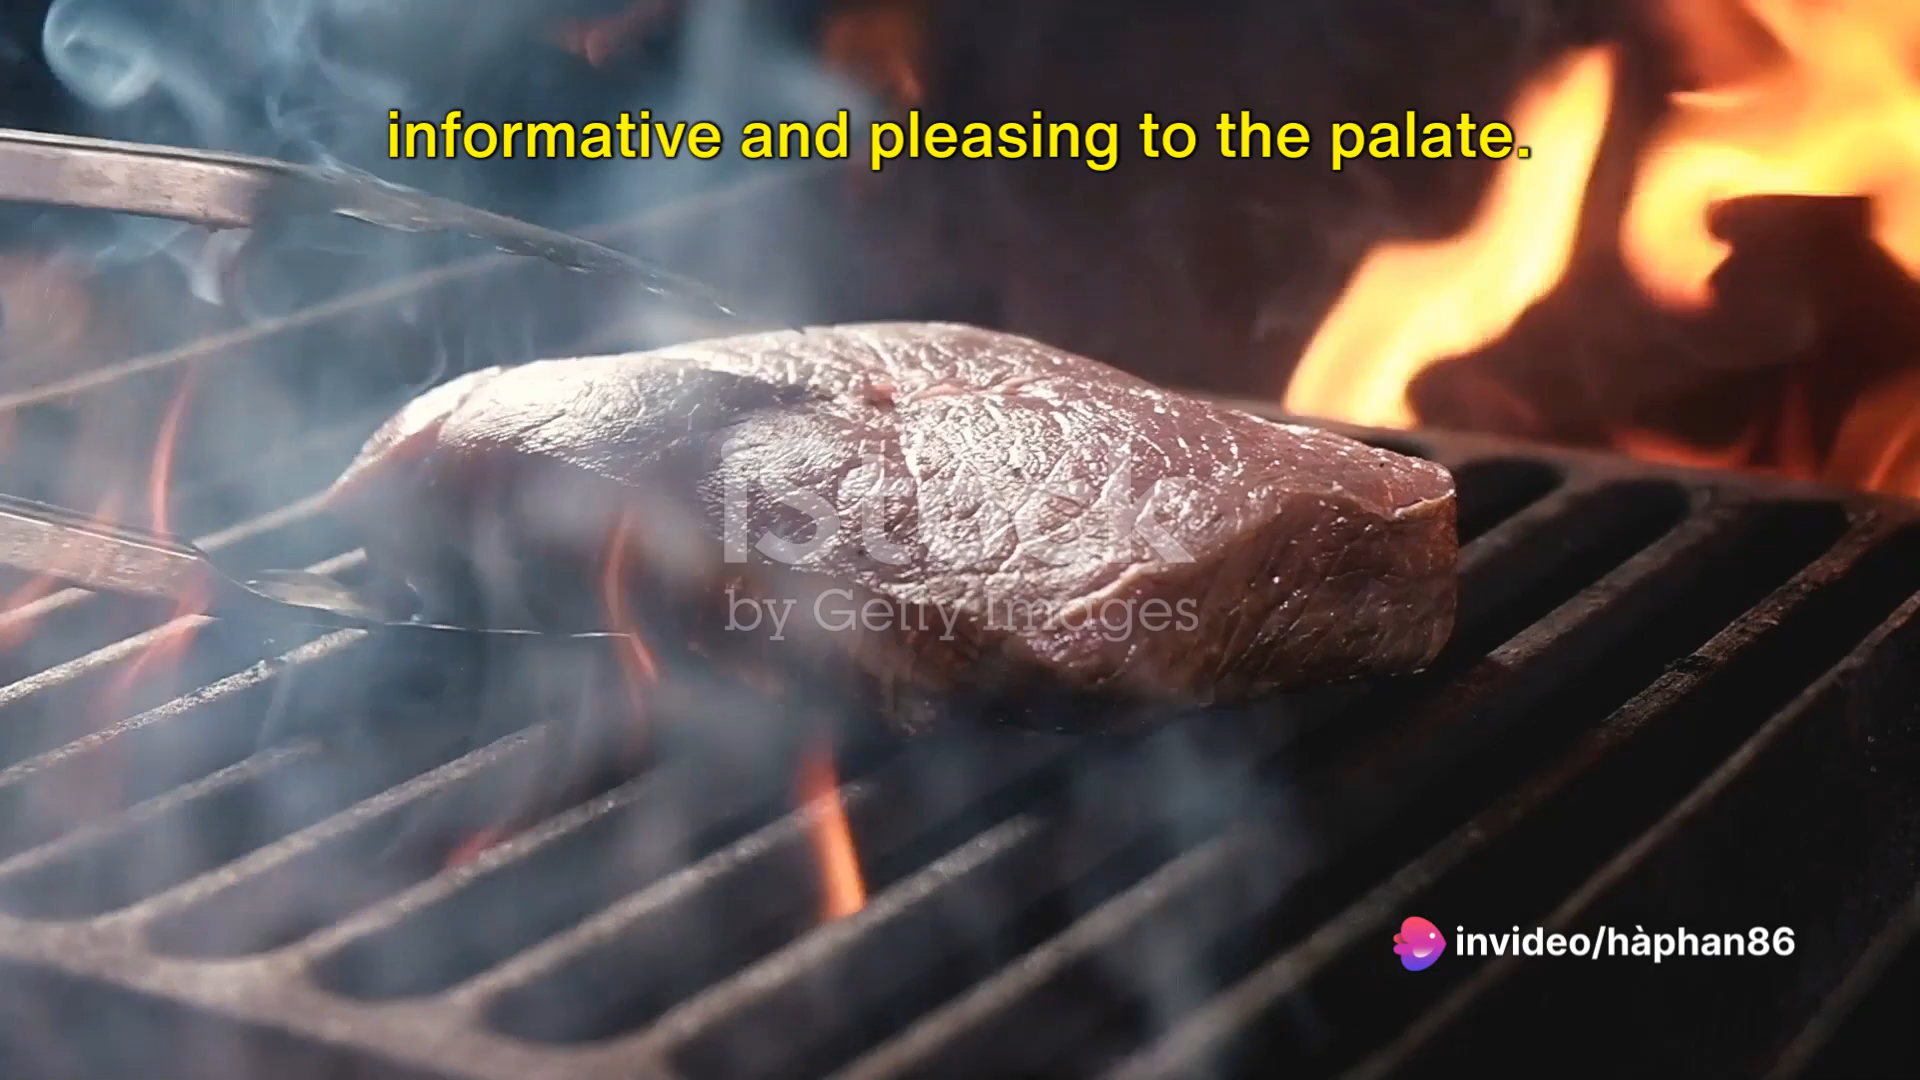 informative and pleasing to the palate.
iStock
by Getty Images
invideo/hàphan86